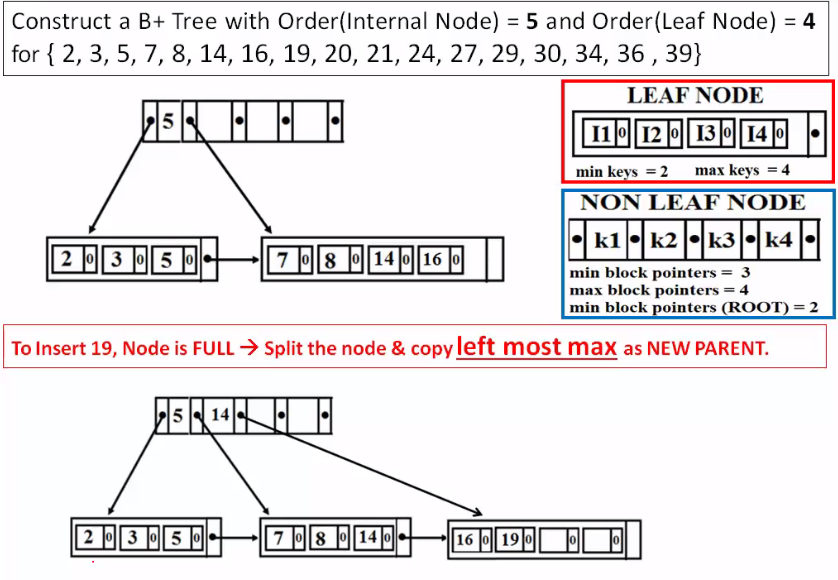 Construct a B+ Tree with Order(Internal Node) = 5 and Order(Leaf Node) = 4
for { 2, 3, 5, 7, 8, 14, 16, 19, 20, 21, 24, 27, 29, 30, 34, 36 , 39}
5
2 0 3 0 5 0
7 0 8 0 14 0 16 0
LEAF NODE
I1 0 I2 0 I3 0 I4 0
min keys = 2 max keys = 4
NON LEAF NODE
k1 k2 k3 k4
min block pointers = 3
max block pointers = 4
min block pointers (ROOT) = 2
To Insert 19, Node is FULL → Split the node & copy left most max as NEW PARENT.
5 14
2 0 3 0 5 0
7 0 8 0 14 0
16 0 19 0 0 0